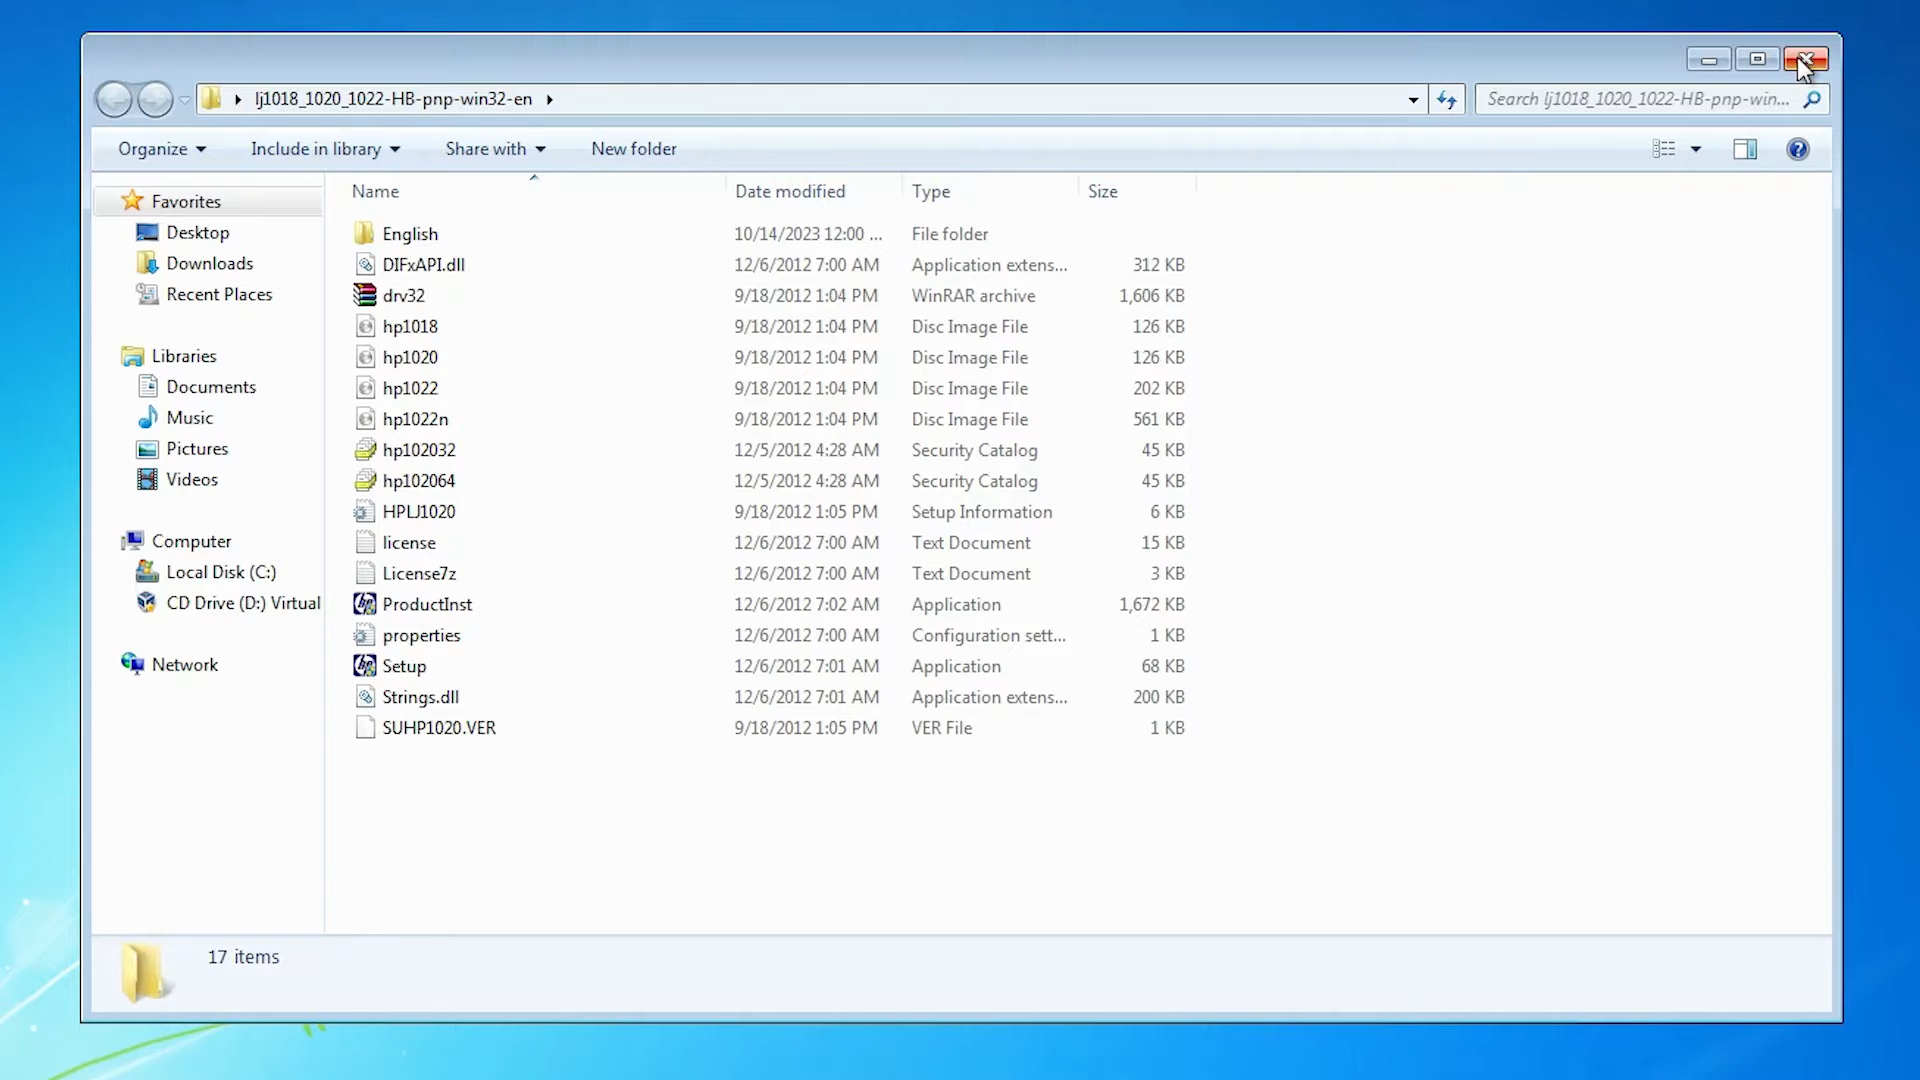 lj1018_1020_1022-HB-pnp-win32-en
Search lj1018_1020_1022-HB-pnp-win...
Organize Include in library Share with New folder
Name Date modified Type Size
Favorites
Desktop
Downloads
Recent Places
Libraries
Documents
Music
Pictures
Videos
Computer
Local Disk (C:)
CD Drive (D:) Virtual
Network
English 10/14/2023 12:00 ... File folder
DIFxAPI.dll 12/6/2012 7:00 AM Application extens... 312 KB
drv32 9/18/2012 1:04 PM WinRAR archive 1,606 KB
hp1018 9/18/2012 1:04 PM Disc Image File 126 KB
hp1020 9/18/2012 1:04 PM Disc Image File 126 KB
hp1022 9/18/2012 1:04 PM Disc Image File 202 KB
hp1022n 9/18/2012 1:04 PM Disc Image File 561 KB
hp102032 12/5/2012 4:28 AM Security Catalog 45 KB
hp102064 12/5/2012 4:28 AM Security Catalog 45 KB
HPLJ1020 9/18/2012 1:05 PM Setup Information 6 KB
license 12/6/2012 7:00 AM Text Document 15 KB
License7z 12/6/2012 7:00 AM Text Document 3 KB
ProductInst 12/6/2012 7:02 AM Application 1,672 KB
properties 12/6/2012 7:00 AM Configuration sett... 1 KB
Setup 12/6/2012 7:01 AM Application 68 KB
Strings.dll 12/6/2012 7:01 AM Application extens... 200 KB
SUHP1020.VER 9/18/2012 1:05 PM VER File 1 KB
17 items